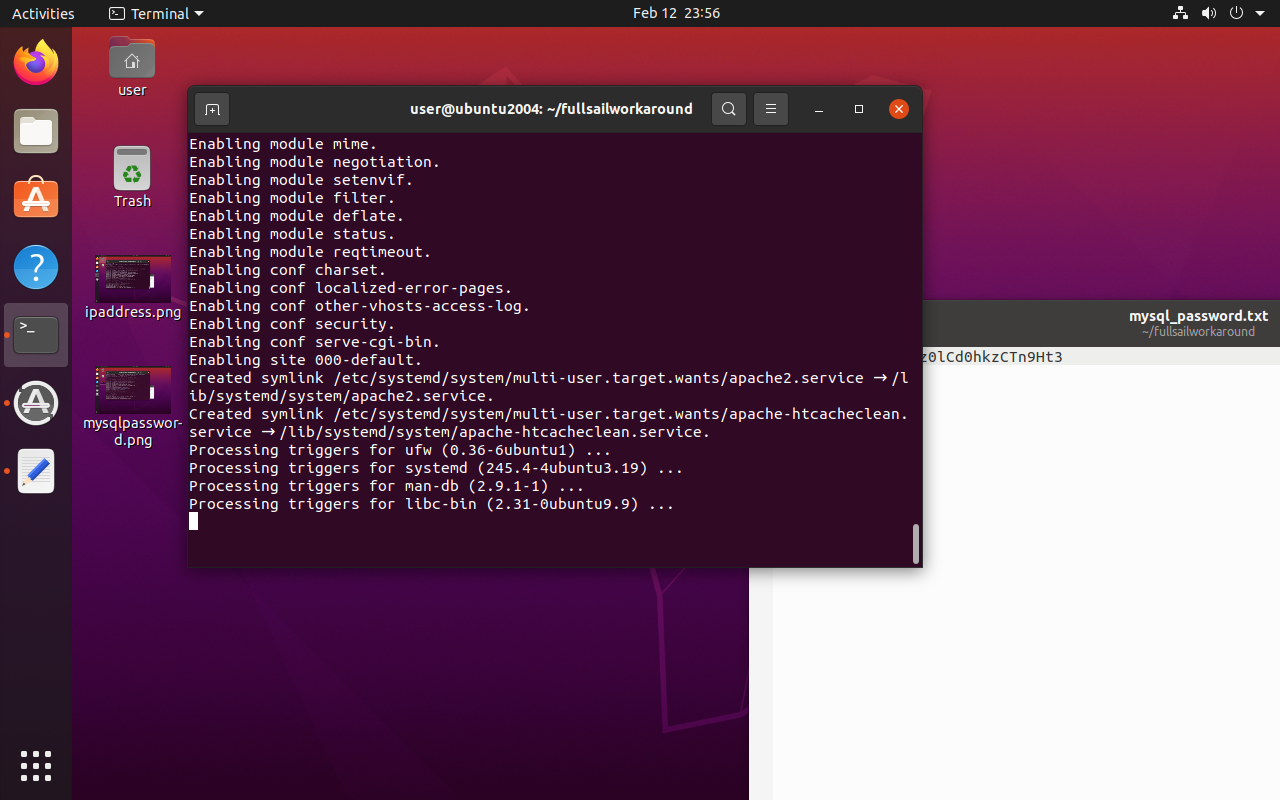 Activities
Terminal
Feb 12 23:56
user
Trash
ipaddress.png
mysqlpasswor-
d.png
user@ubuntu2004: ~/fullsailworkaround
Enabling module mime.
Enabling module negotiation.
Enabling module setenvif.
Enabling module filter.
Enabling module deflate.
Enabling module status.
Enabling module reqtimeout.
Enabling conf charset.
Enabling conf localized-error-pages.
Enabling conf other-vhosts-access-log.
Enabling conf security.
Enabling conf serve-cgi-bin.
Enabling site 000-default.
Created symlink /etc/systemd/system/multi-user.target.wants/apache2.service → /l
ib/systemd/system/apache2.service.
Created symlink /etc/systemd/system/multi-user.target.wants/apache-htcacheclean.
service → /lib/systemd/system/apache-htcacheclean.service.
Processing triggers for ufw (0.36-6ubuntu1) ...
Processing triggers for systemd (245.4-4ubuntu3.19) ...
Processing triggers for man-db (2.9.1-1) ...
Processing triggers for libc-bin (2.31-0ubuntu9.9) ...
mysql_password.txt
~/fullsailworkaround
z0lCd0hkzCTn9Ht3